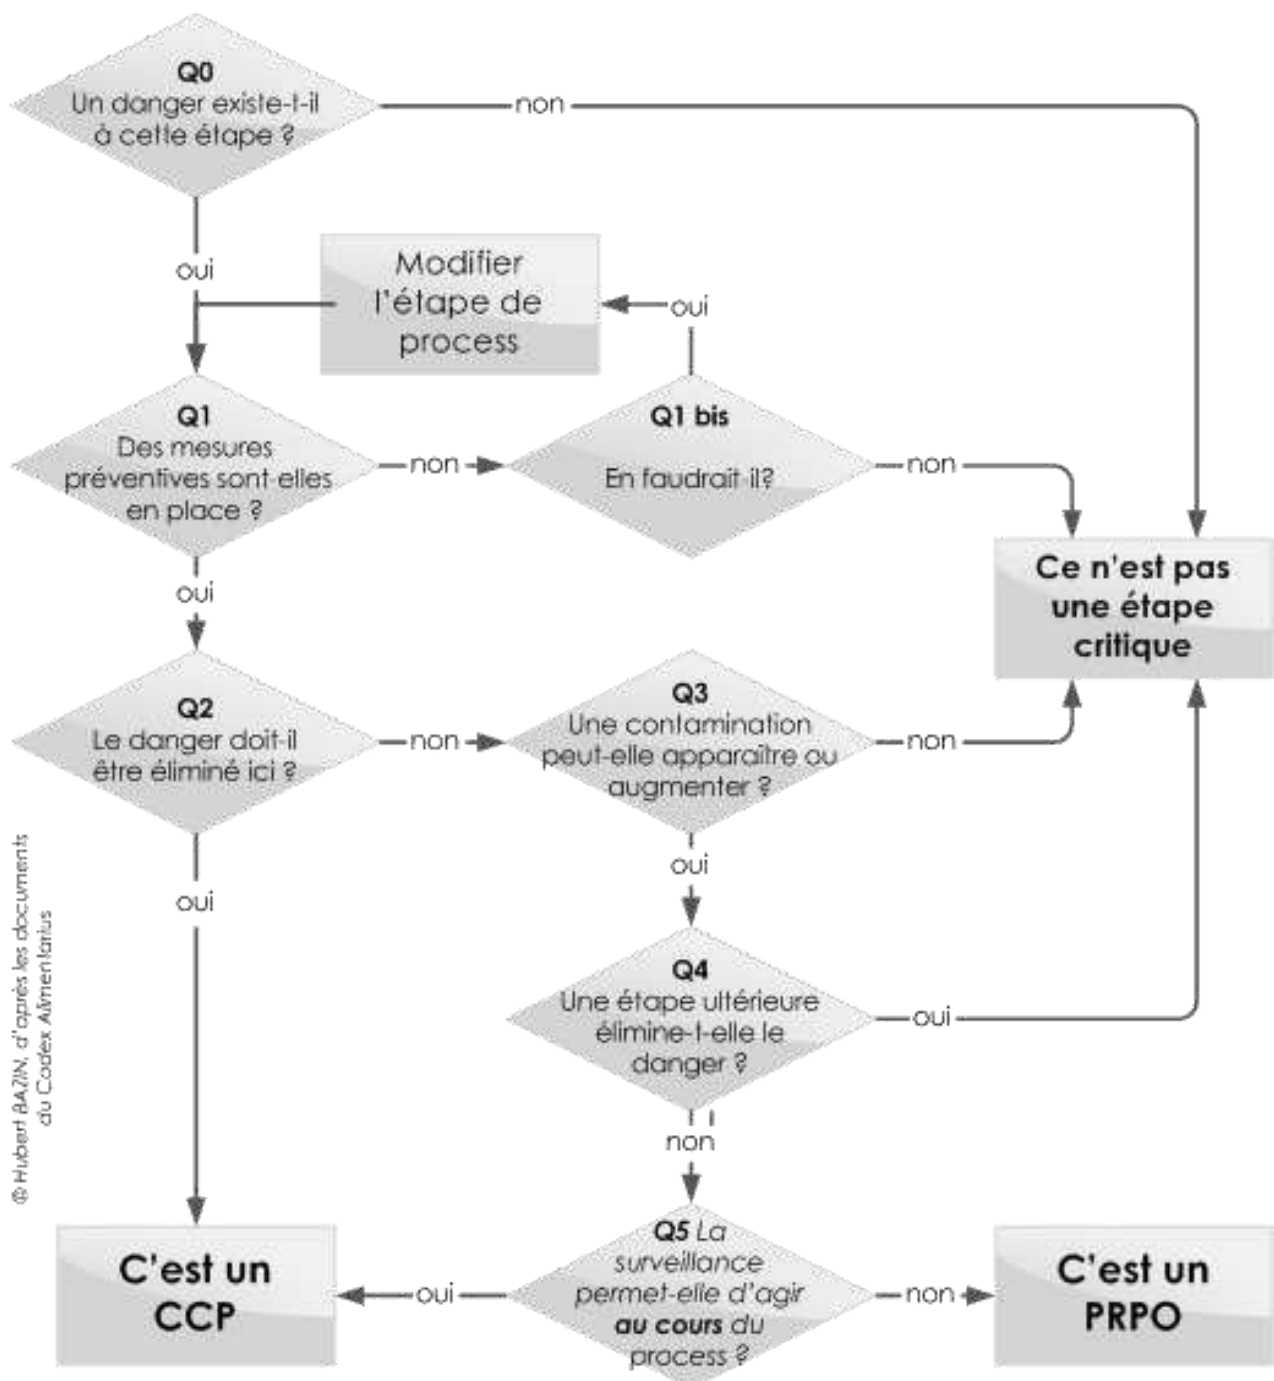 Q0
Un danger existe-t-il
à cette étape ?
non
oui
Modifier
l'étape de
process
oui
Q1
Des mesures
préventives sont-elles
en place ?
non
Q1 bis
En faudrait-il?
non
oui
Ce n'est pas
une étape
critique
Q2
Le danger doit-il
être éliminé ici ?
non
Q3
Une contamination
peut-elle apparaître ou
augmenter ?
non
oui
oui
Q4
Une étape ultérieure
élimine-t-elle le
danger ?
oui
non
© Hubert BAZIN, d'après les documents
du Codex Alimentarius
C'est un
CCP
oui
Q5 La
surveillance
permet-elle d'agir
au cours du
process ?
non
C'est un
PRPO